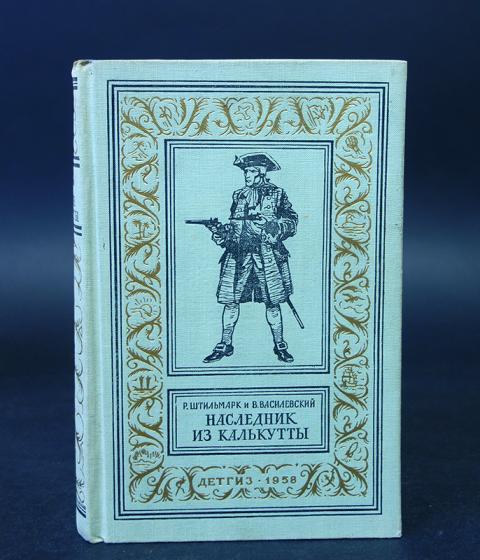 Р. ШТИЛЬМАРК и В. ВАСИЛЕВСКИЙ
НАСЛЕДНИК
ИЗ КАЛЬКУТТЫ
ДЕТГИЗ · 1958